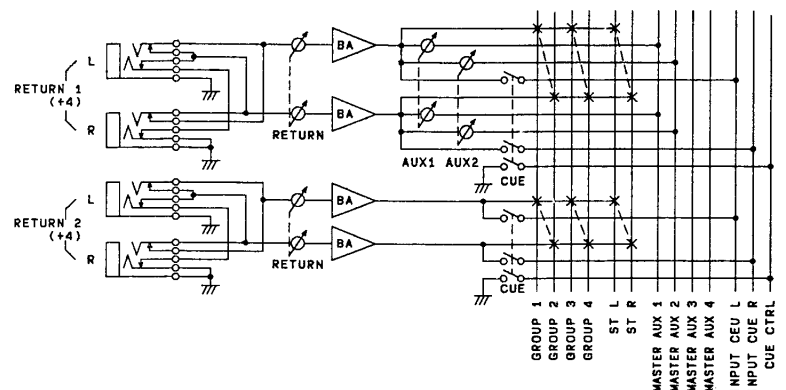 L
RETURN 1
(+4)
R
BA
BA
RETURN
AUX1 AUX2
CUE
L
RETURN 2
(+4)
R
BA
BA
RETURN
CUE
GROUP 1
GROUP 2
GROUP 3
GROUP 4
ST L
ST R
MASTER AUX 1
MASTER AUX 2
MASTER AUX 3
MASTER AUX 4
NPUT CEU L
NPUT CUE R
CUE CTRL